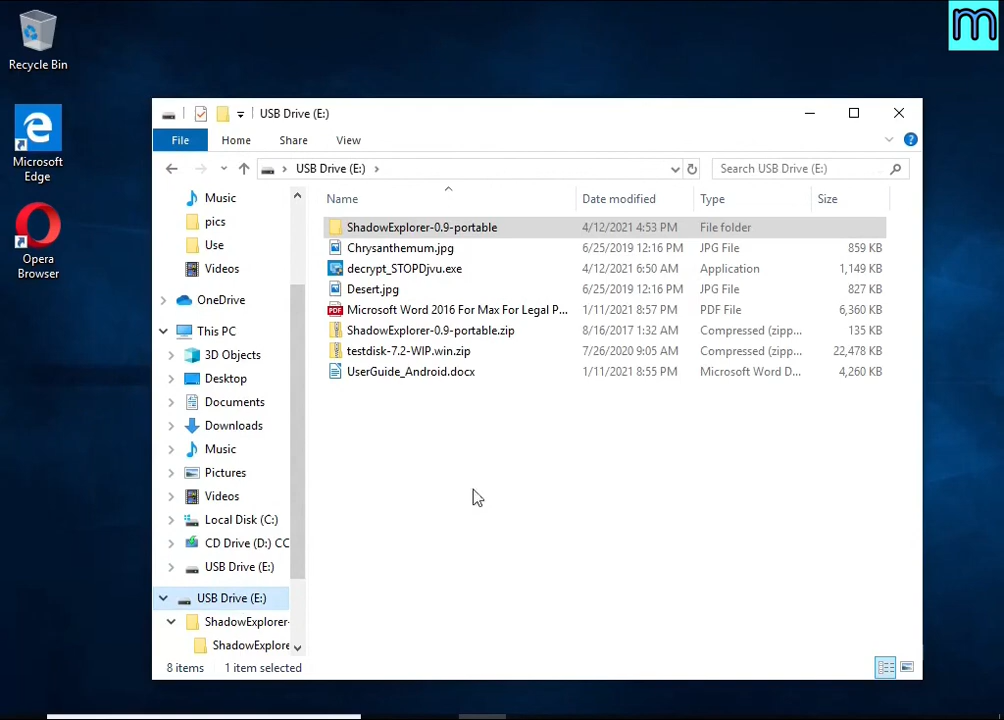 m
Recycle Bin
Microsoft
Edge
Opera
Browser
USB Drive (E:)
File Home Share View
USB Drive (E:)
Search USB Drive (E:)
Music
pics
Use
Videos
OneDrive
This PC
3D Objects
Desktop
Documents
Downloads
Music
Pictures
Videos
Local Disk (C:)
CD Drive (D:) CC
USB Drive (E:)
USB Drive (E:)
ShadowExplorer-
ShadowExplore
Name Date modified Type Size
ShadowExplorer-0.9-portable 4/12/2021 4:53 PM File folder
Chrysanthemum.jpg 6/25/2019 12:16 PM JPG File 859 KB
decrypt_STOPDjvu.exe 4/12/2021 6:50 AM Application 1,149 KB
Desert.jpg 6/25/2019 12:16 PM JPG File 827 KB
PDF Microsoft Word 2016 For Max For Legal P... 1/11/2021 8:57 PM PDF File 6,360 KB
ShadowExplorer-0.9-portable.zip 8/16/2017 1:32 AM Compressed (zipp... 135 KB
testdisk-7.2-WIP.win.zip 7/26/2020 9:05 AM Compressed (zipp... 22,478 KB
UserGuide_Android.docx 1/11/2021 8:55 PM Microsoft Word D... 4,260 KB
8 items 1 item selected